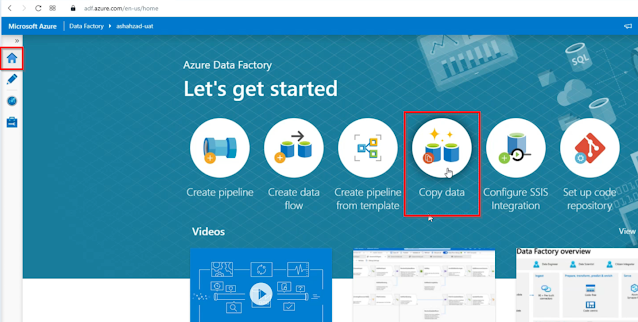 adf.azure.com/en-us/home
Microsoft Azure
Data Factory
ashahzad-uat
Azure Data Factory
Let's get started
SQL
Create pipeline
Create data
flow
Create pipeline
from template
Copy data
Configure SSIS
Integration
Set up code
repository
Videos
View
Data Factory overview